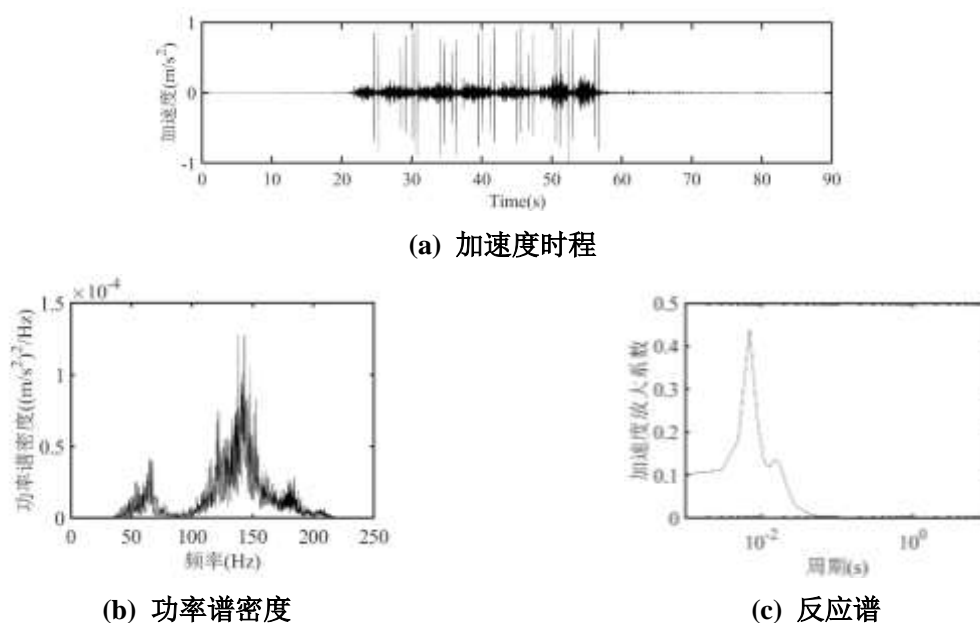 1
0
-1
加速度(m/s²)
0 10 20 30 40 50 60 70 80 90
Time(s)
(a) 加速度时程
×10⁻⁴
1.5
1
0.5
0
功率谱密度((m/s²)²/Hz)
0 50 100 150 200 250
频率(Hz)
(b) 功率谱密度
0.5
0.4
0.3
0.2
0.1
0
加速度放大系数
10⁻² 10⁰
周期(s)
(c) 反应谱